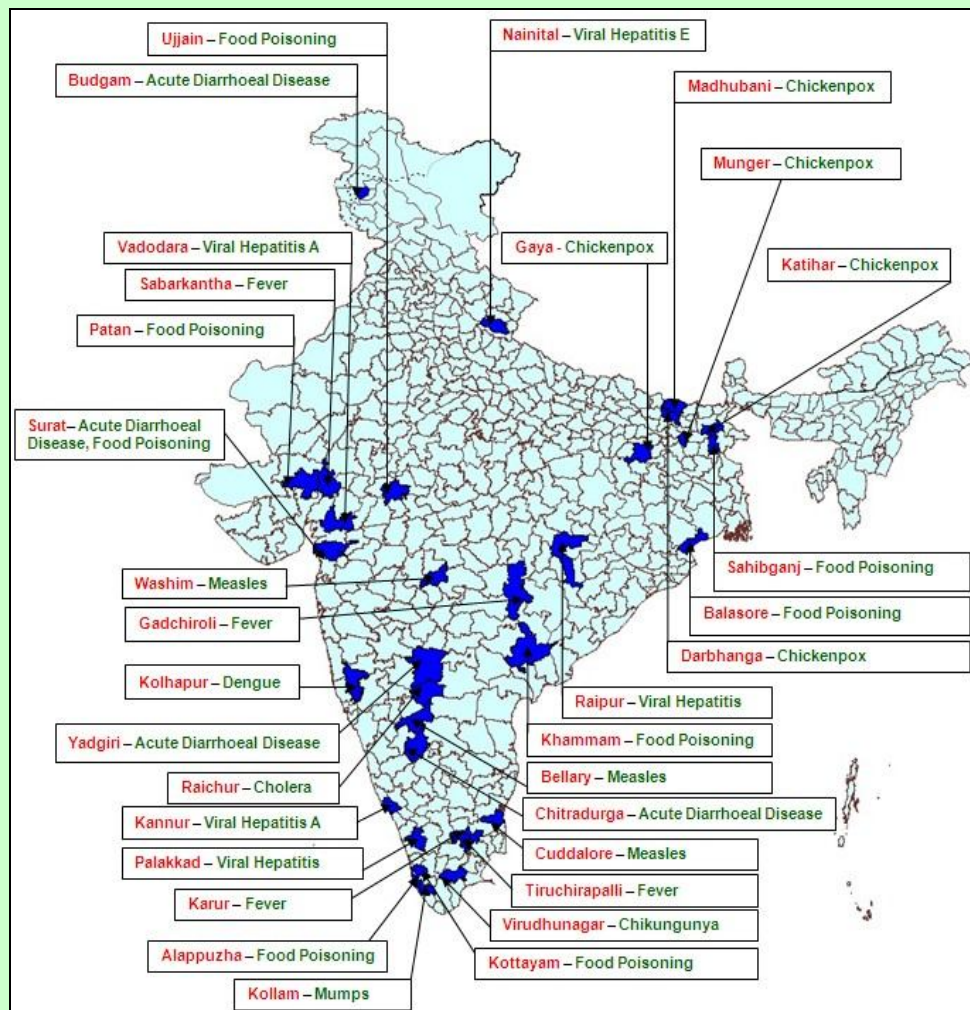 Ujjain – Food Poisoning
Nainital – Viral Hepatitis E
Budgam – Acute Diarrhoeal Disease
Madhubani – Chickenpox
Munger – Chickenpox
Vadodara – Viral Hepatitis A
Gaya - Chickenpox
Katihar – Chickenpox
Sabarkantha – Fever
Patan – Food Poisoning
Surat – Acute Diarrhoeal
Disease, Food Poisoning
Washim – Measles
Sahibganj – Food Poisoning
Gadchiroli – Fever
Balasore – Food Poisoning
Darbhanga – Chickenpox
Kolhapur – Dengue
Raipur – Viral Hepatitis
Yadgiri – Acute Diarrhoeal Disease
Khammam – Food Poisoning
Raichur – Cholera
Bellary – Measles
Kannur – Viral Hepatitis A
Chitradurga – Acute Diarrhoeal Disease
Palakkad – Viral Hepatitis
Cuddalore – Measles
Karur – Fever
Tiruchirapalli – Fever
Virudhunagar – Chikungunya
Alappuzha – Food Poisoning
Kottayam – Food Poisoning
Kollam – Mumps